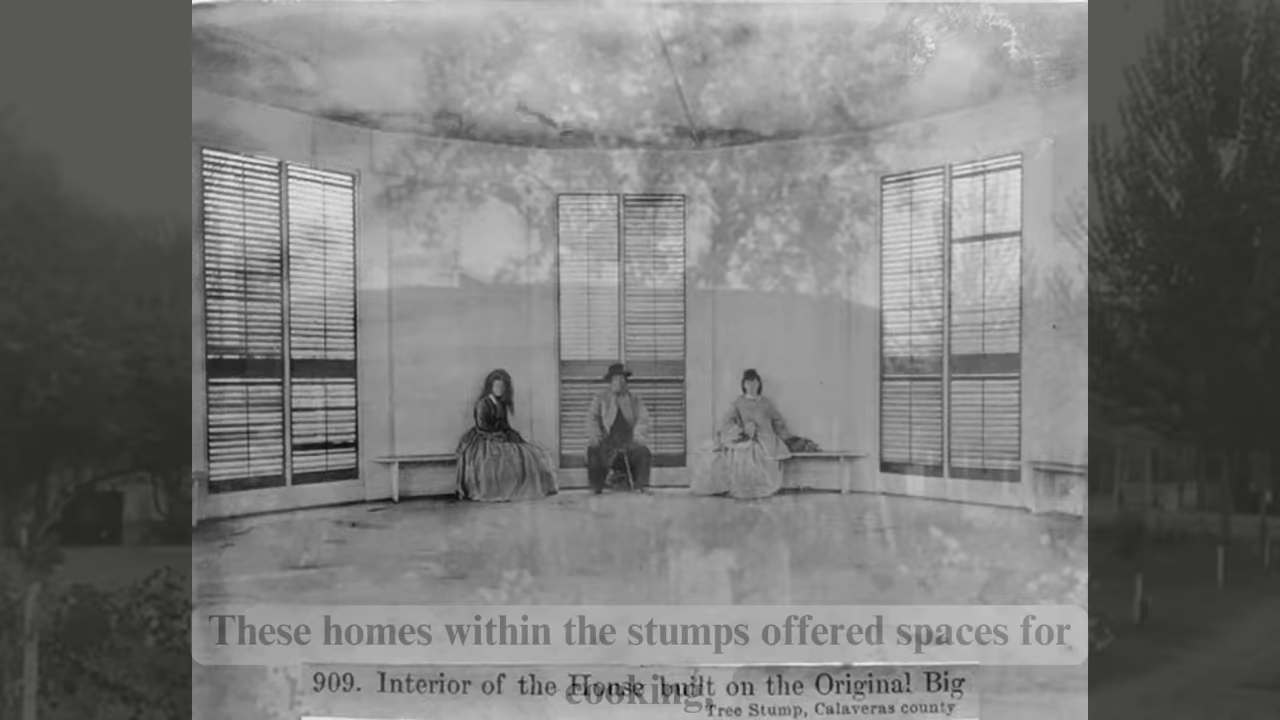 These homes within the stumps offered spaces for
909. Interior of the House built on the Original Big
cooking,
Tree Stump, Calaveras county